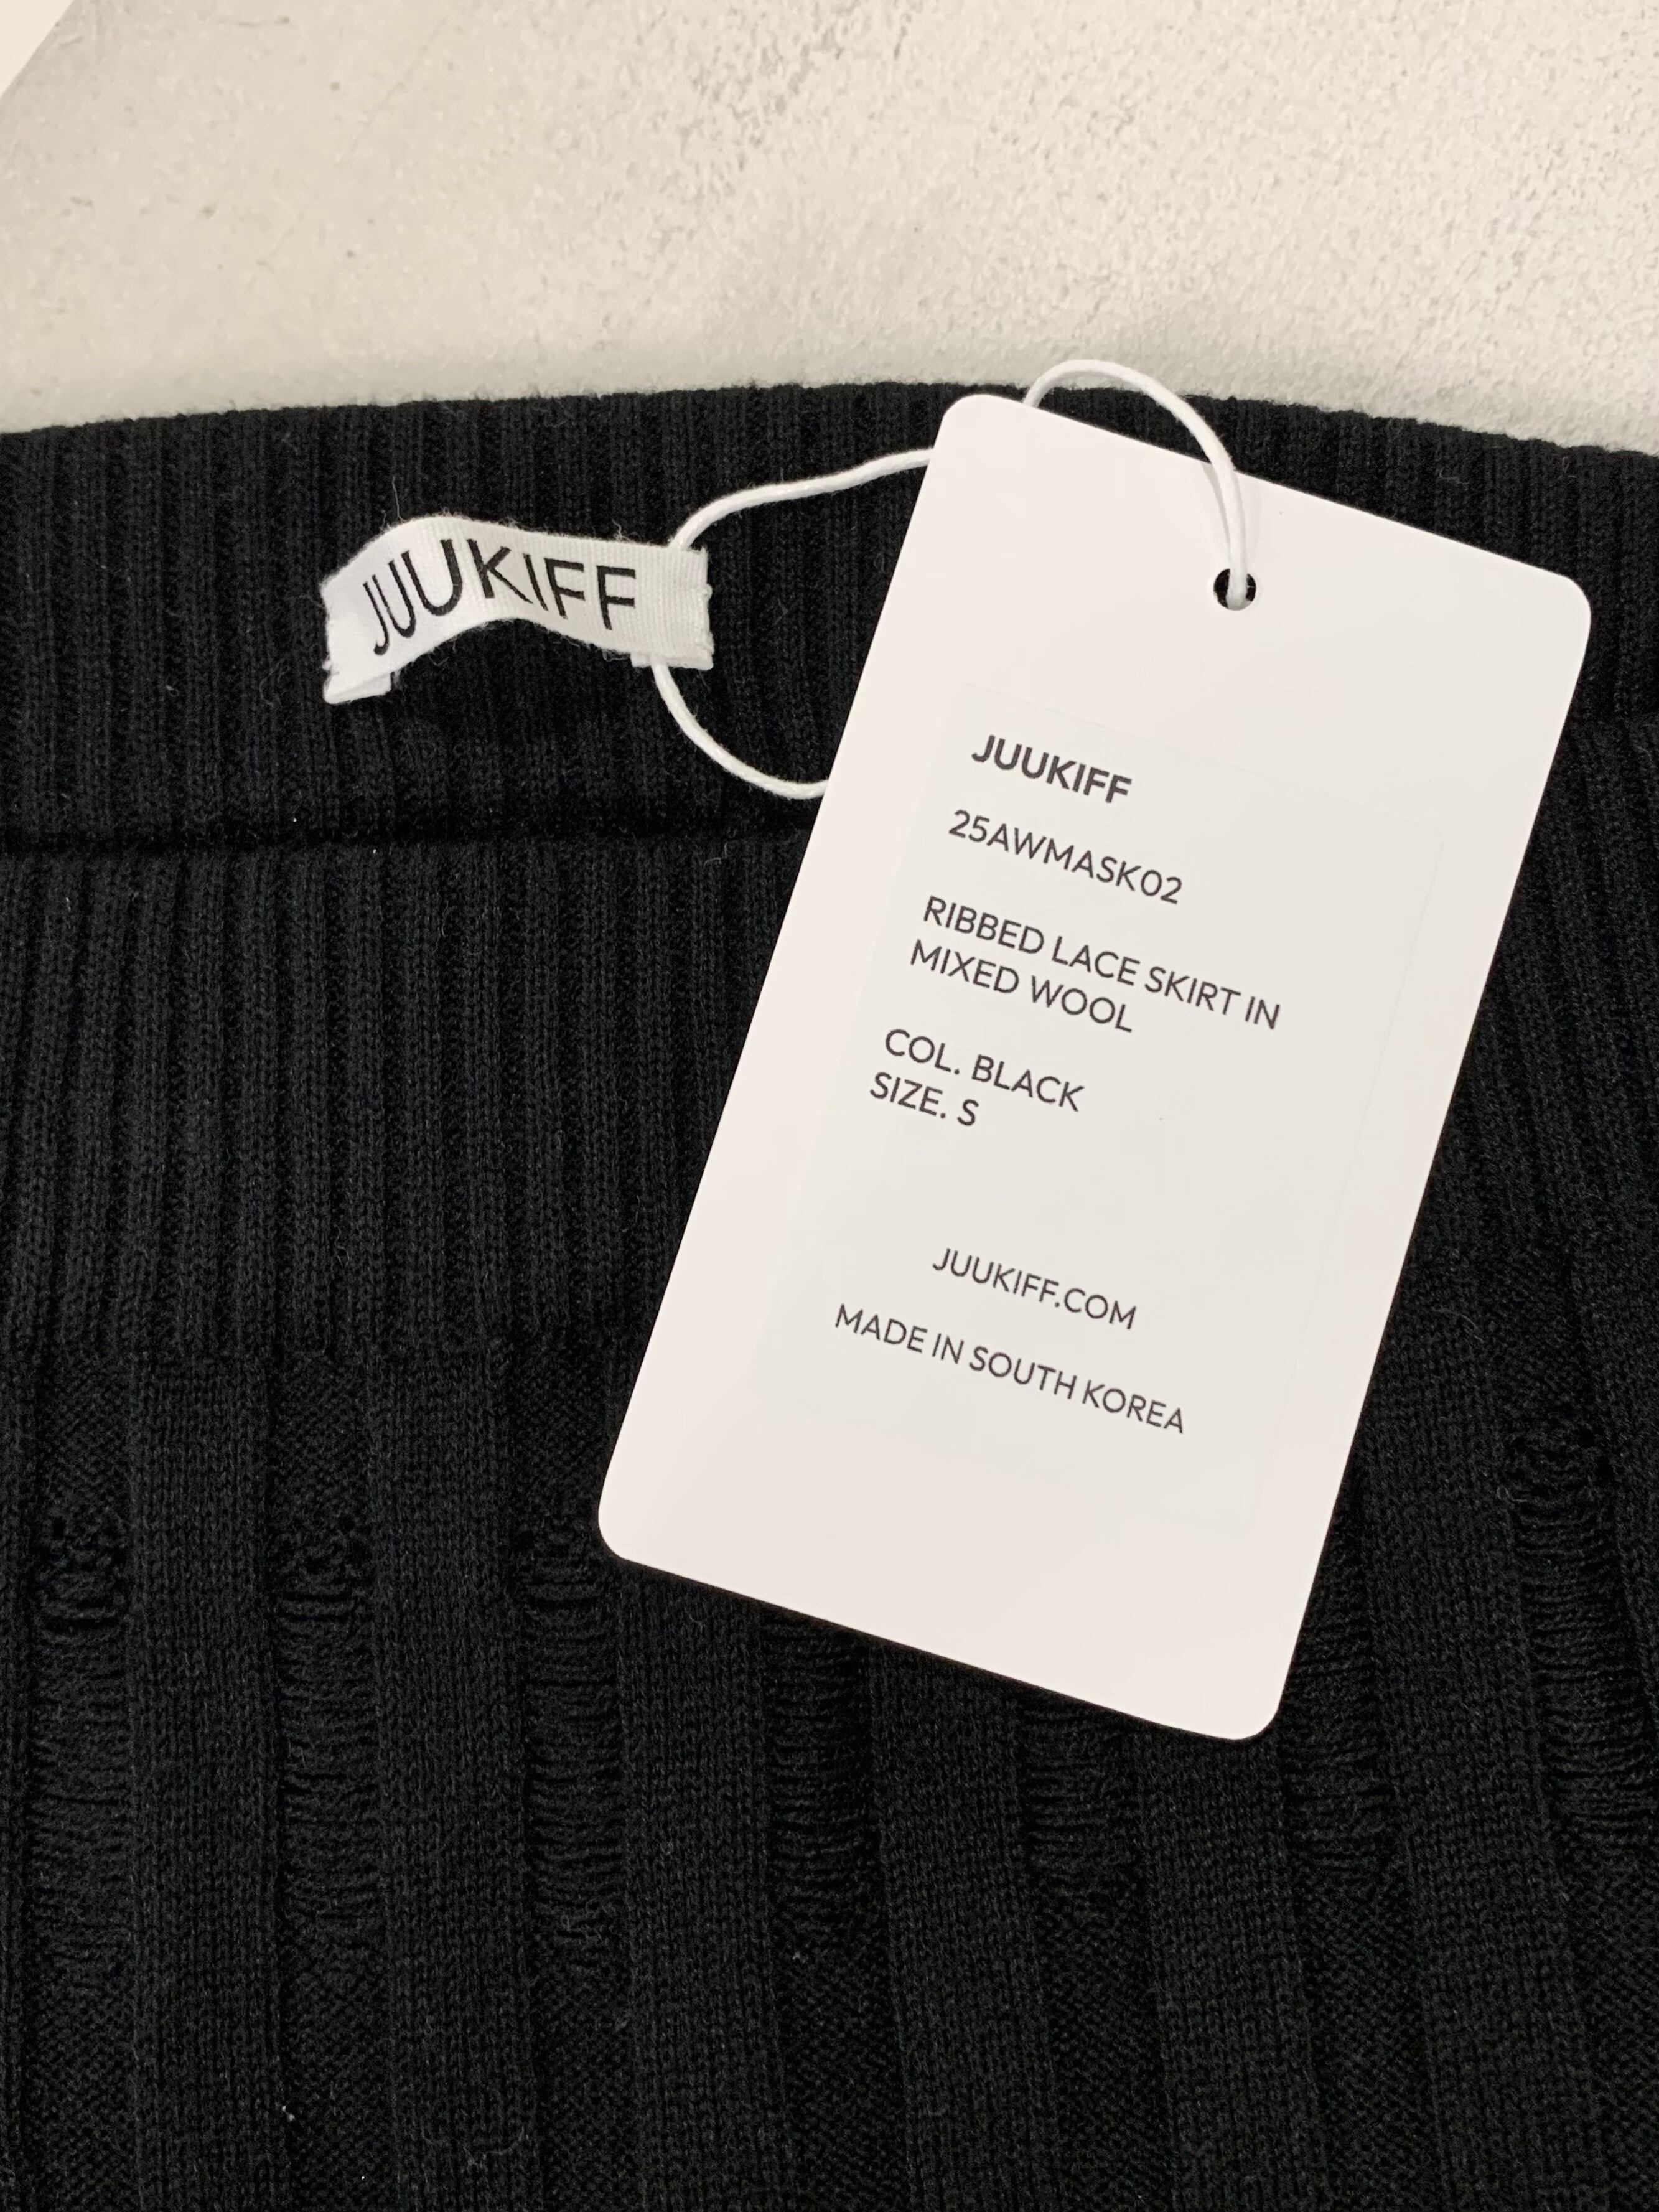 JUUKIFF
JUUKIFF
25AWMASK02
RIBBED LACE SKIRT IN
MIXED WOOL
COL. BLACK
SIZE. S
JUUKIFF.COM
MADE IN SOUTH KOREA